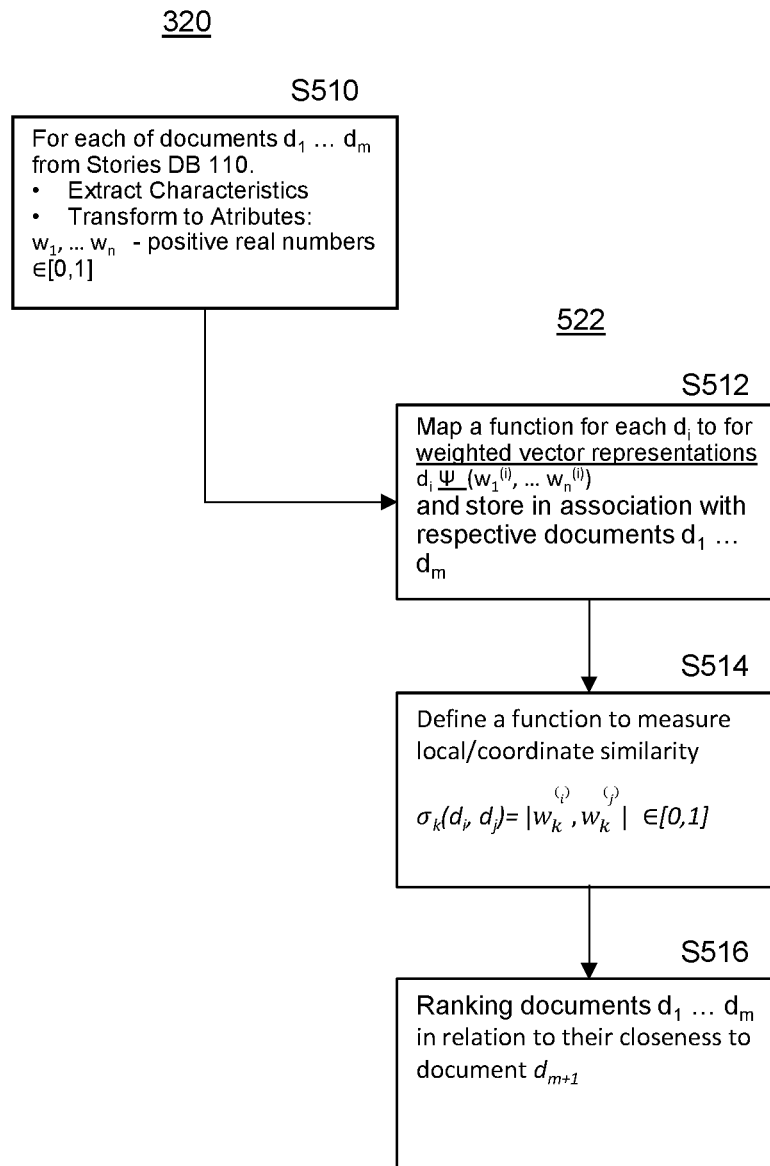 320
S510
For each of documents d₁ … dₘ
from Stories DB 110.
• Extract Characteristics
• Transform to Atributes:
w₁, … wₙ - positive real numbers
∈[0,1]
522
S512
Map a function for each dᵢ to for
weighted vector representations
dᵢ Ψ (w₁⁽ⁱ⁾, … wₙ⁽ⁱ⁾)
and store in association with
respective documents d₁ …
dₘ
S514
Define a function to measure
local/coordinate similarity
σₖ(dᵢ, dⱼ)= |wₖ⁽ⁱ⁾, wₖ⁽ʲ⁾| ∈[0,1]
S516
Ranking documents d₁ … dₘ
in relation to their closeness to
document dₘ₊₁